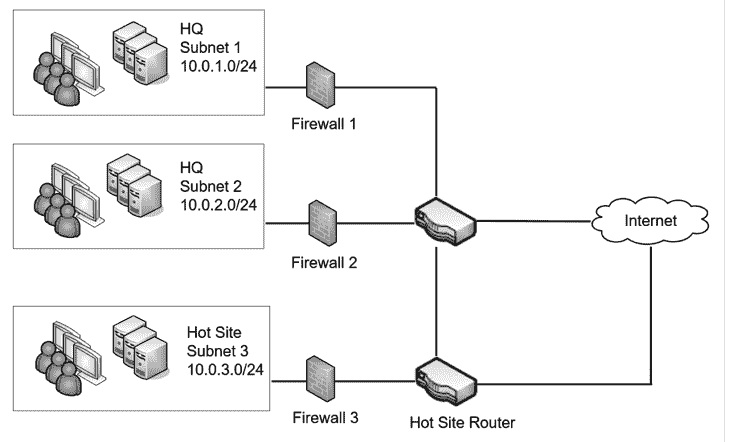 HQ
Subnet 1
10.0.1.0/24
Firewall 1
HQ
Subnet 2
10.0.2.0/24
Firewall 2
Internet
Hot Site
Subnet 3
10.0.3.0/24
Firewall 3
Hot Site Router